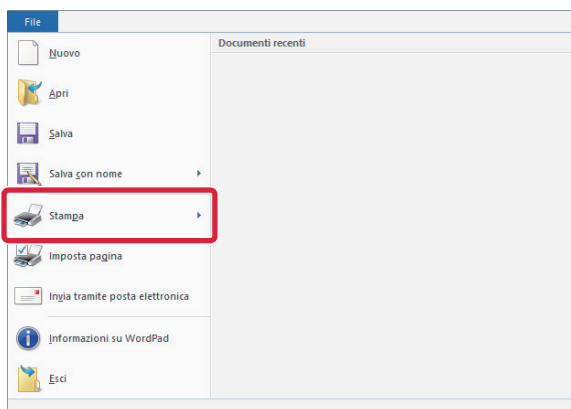 File
Documenti recenti
Nuovo
Apri
Salva
Salva con nome
Stampa
Imposta pagina
Invia tramite posta elettronica
Informazioni su WordPad
Esci